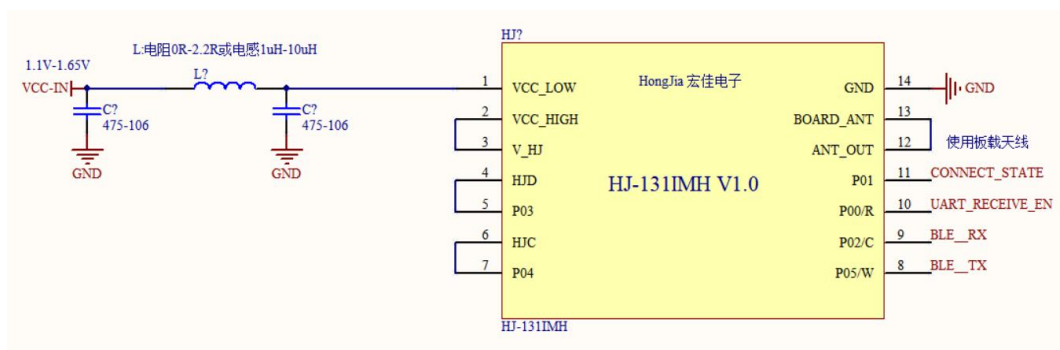 HJ?
L:电阻0R-2.2R或电感1uH-10uH
1.1V-1.65V
L?
VCC-IN
C?
475-106
C?
475-106
GND
GND
HongJia 宏佳电子
HJ-131IMH V1.0
1 VCC_LOW
2 VCC_HIGH
3 V_HJ
4 HJD
5 P03
6 HJC
7 P04
GND 14 GND
BOARD_ANT 13
ANT_OUT 12
使用板载天线
P01 11 CONNECT_STATE
P00/R 10 UART_RECEIVE_EN
P02/C 9 BLE__RX
P05/W 8 BLE__TX
HJ-131IMH